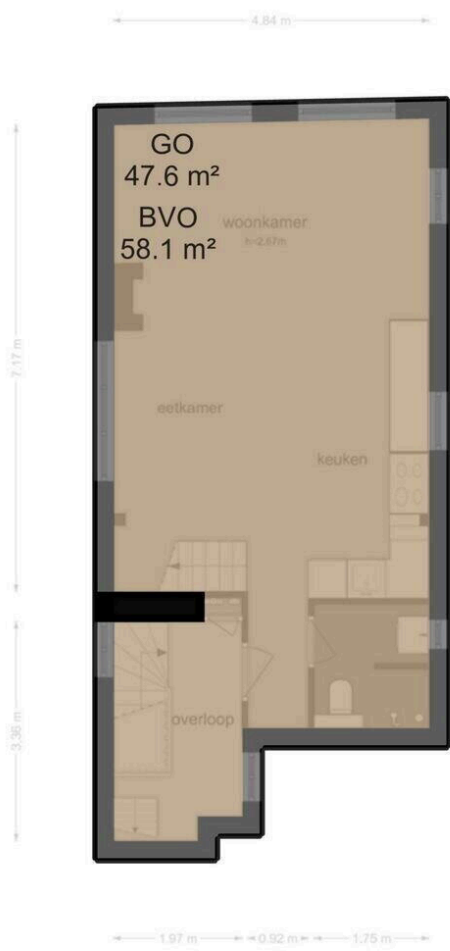 4.84 m
GO
47.6 m²
BVO
58.1 m²
woonkamer
h=2.67m
7.17 m
eetkamer
keuken
3.36 m
overloop
1.97 m
0.92 m
1.75 m